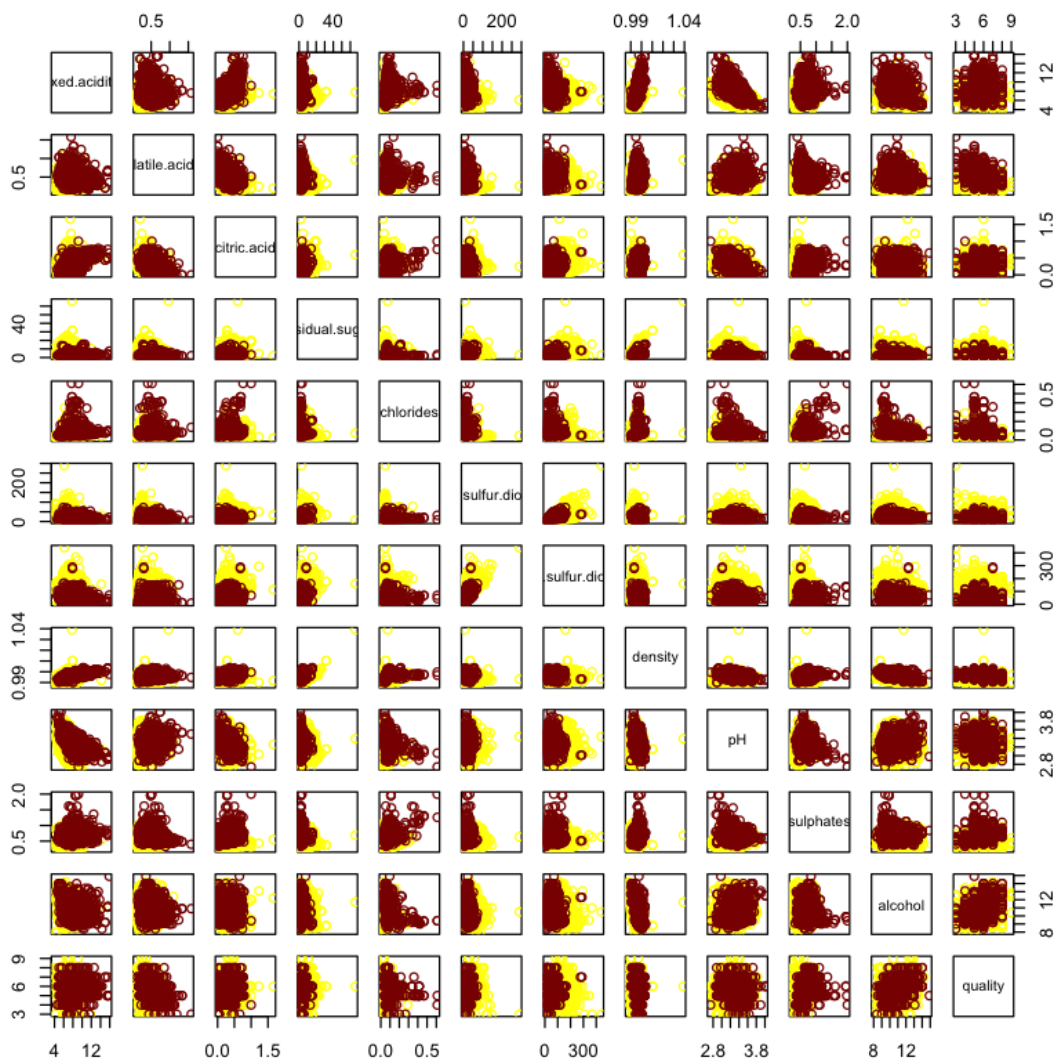 0.5 0 40 0 200 0.99 1.04 0.5 2.0 3 6 9
xed.acidit 4 12
0.5 latile.acid
citric.acid 0.0 1.5
0 40 sidual.sug
chlorides 0.0 0.5
0 200 sulfur.dio
.sulfur.dio 0 300
0.99 1.04 density
pH 2.8 3.8
0.5 2.0 sulphates
alcohol 8 12
3 6 9 quality
4 12 0.0 1.5 0.0 0.5 0 300 2.8 3.8 8 12